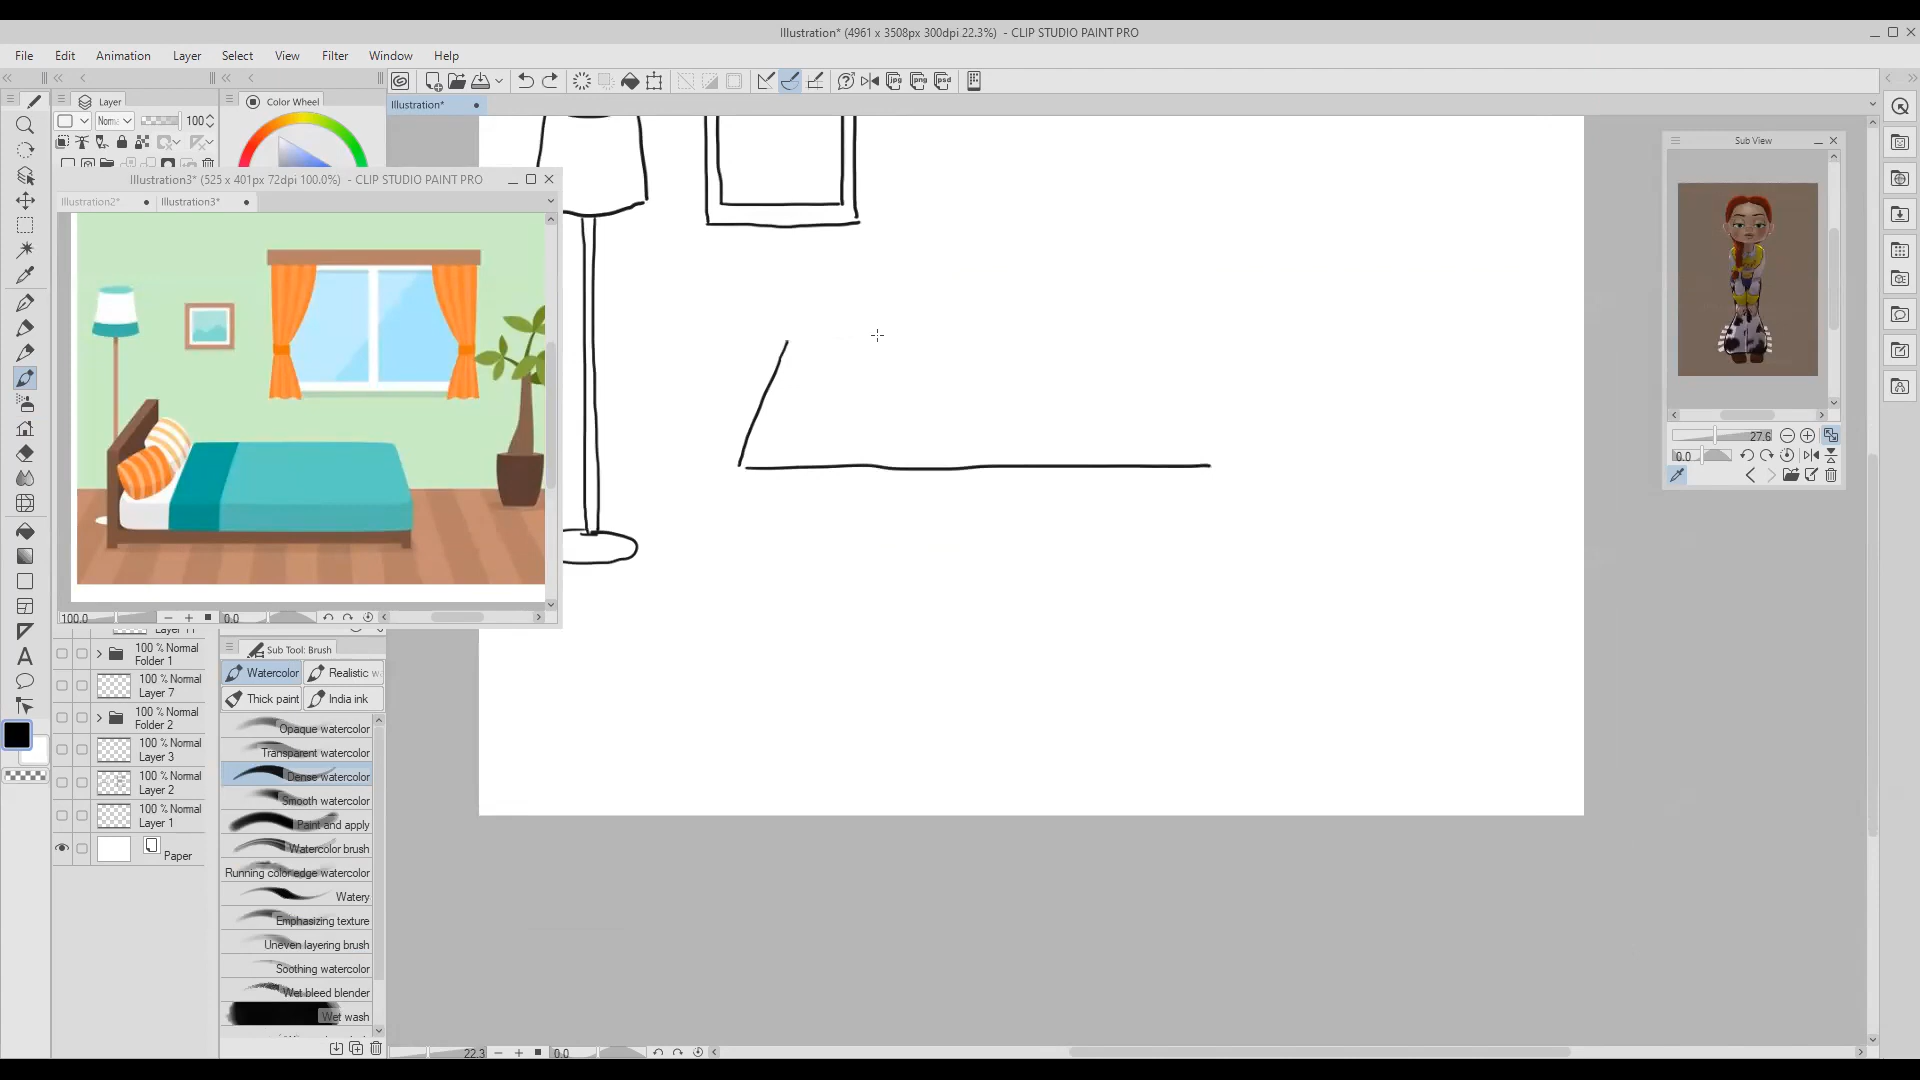 Illustration* (4961 x 3508px 300dpi 22.3%) - CLIP STUDIO PAINT PRO
File Edit Animation Layer Select View Filter Window Help
Layer
Color Wheel
Illustration*
Norm
100
Sub View
Illustration3* (525 x 401px 72dpi 100.0%) - CLIP STUDIO PAINT PRO
Illustration2* Illustration3*
27.6
0.0
100.0
0.0
Layer 11
100 % Normal
Folder 1
100 % Normal
Layer 7
100 % Normal
Folder 2
100 % Normal
Layer 3
100 % Normal
Layer 2
100 % Normal
Layer 1
Paper
Sub Tool: Brush
Watercolor
Realistic
Thick paint
India ink
Opaque watercolor
Transparent watercolor
Dense watercolor
Smooth watercolor
Paint and apply
Watercolor brush
Running color edge watercolor
Watery
Emphasizing texture
Uneven layering brush
Soothing watercolor
Wet bleed blender
Wet wash
22.3
0.0